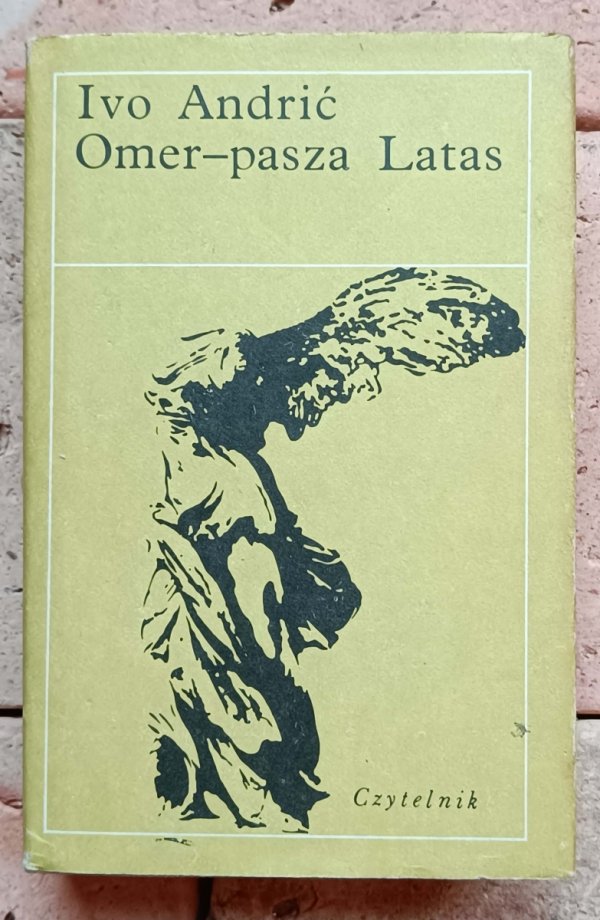 Ivo Andrić
Omer–pasza Latas
Czytelnik